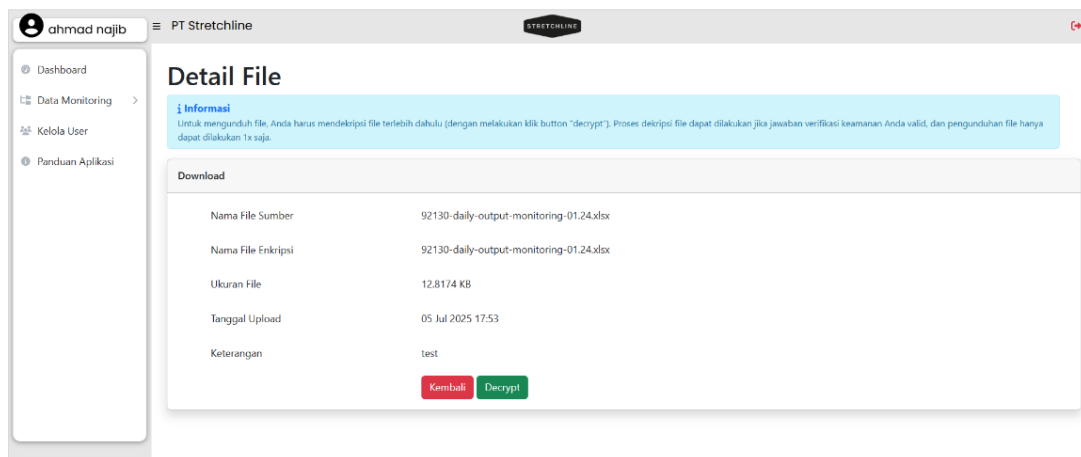 ahmad najib
PT Stretchline
STRETCHLINE
Dashboard
Data Monitoring
Kelola User
Panduan Aplikasi
Detail File
i Informasi
Untuk mengunduh file, Anda harus mendekripsi file terlebih dahulu (dengan melakukan klik button "decrypt"). Proses dekripsi file dapat dilakukan jika jawaban verifikasi keamanan Anda valid, dan pengunduhan file hanya
dapat dilakukan 1x saja.
Download
Nama File Sumber 92130-daily-output-monitoring-01.24.xlsx
Nama File Enkripsi 92130-daily-output-monitoring-01.24.xlsx
Ukuran File 12.8174 KB
Tanggal Upload 05 Jul 2025 17:53
Keterangan test
Kembali Decrypt